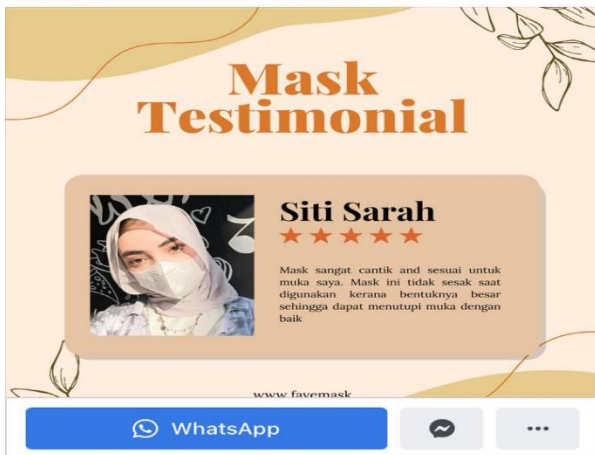 Mask
Testimonial
Siti Sarah
Mask sangat cantik and sesuai untuk
muka saya. Mask ini tidak sesak saat
digunakan kerana bentuknya besar
sehingga dapat menutupi muka dengan
baik
www.favemask
WhatsApp